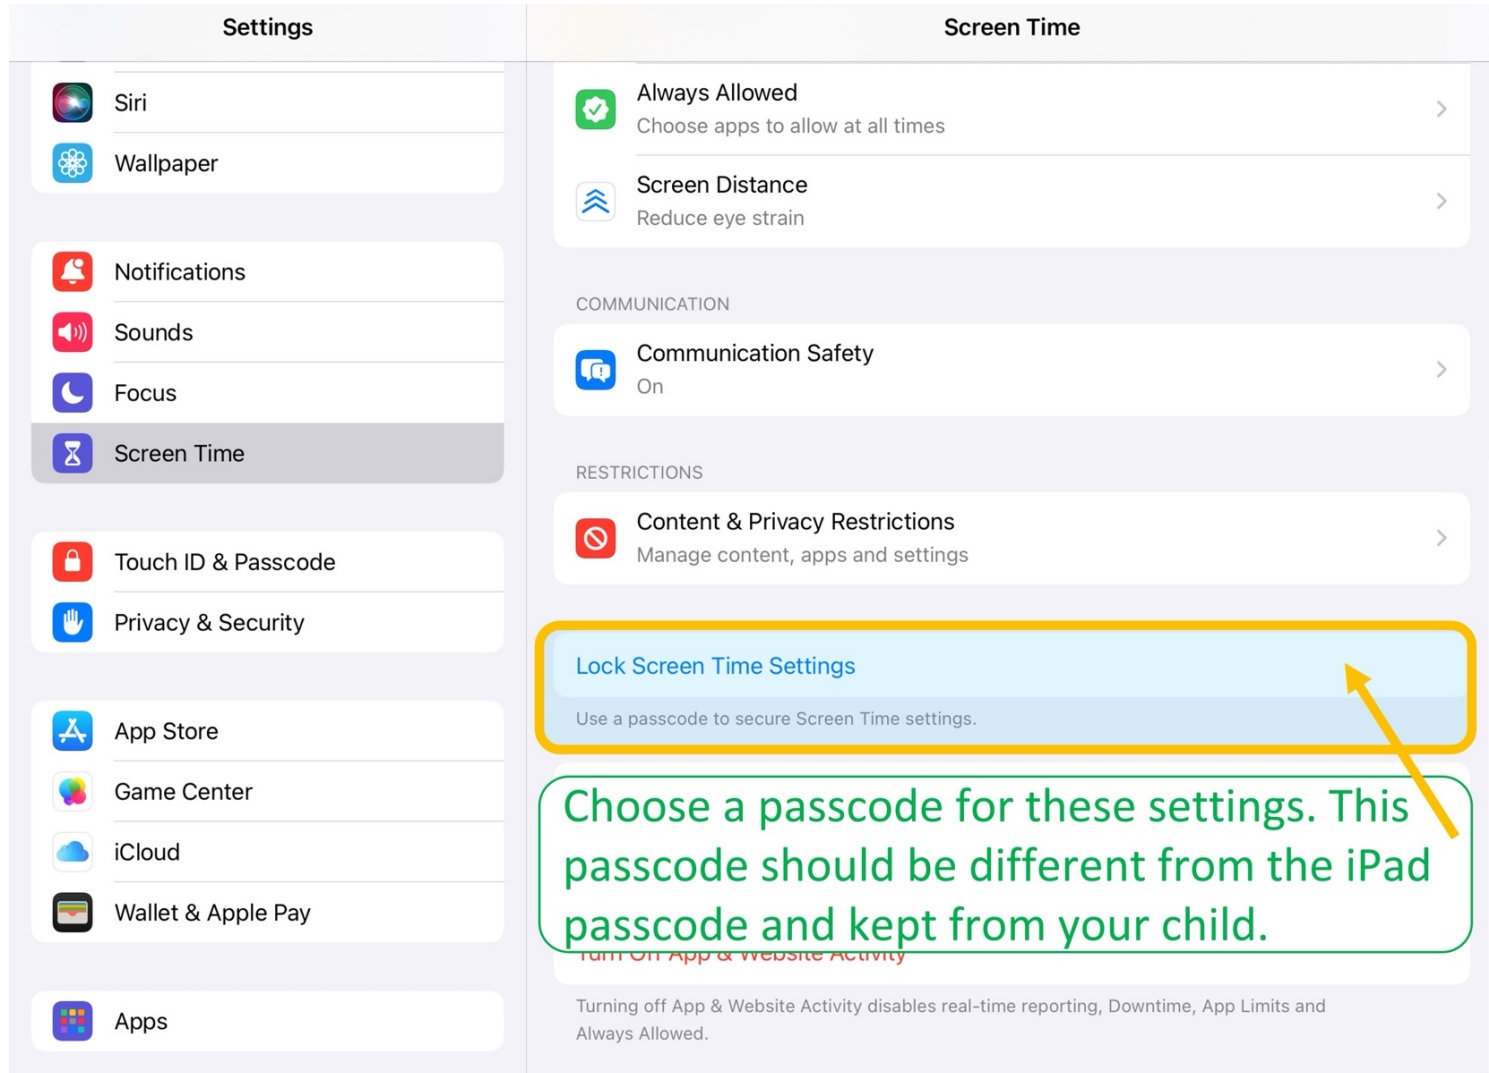 Settings
Siri
Wallpaper
Notifications
Sounds
Focus
Screen Time
Touch ID & Passcode
Privacy & Security
App Store
Game Center
iCloud
Wallet & Apple Pay
Apps
Screen Time
Always Allowed
Choose apps to allow at all times
Screen Distance
Reduce eye strain
COMMUNICATION
Communication Safety
On
RESTRICTIONS
Content & Privacy Restrictions
Manage content, apps and settings
Lock Screen Time Settings
Use a passcode to secure Screen Time settings.
Choose a passcode for these settings. This
passcode should be different from the iPad
passcode and kept from your child.
Turn Off App & Website Activity
Turning off App & Website Activity disables real-time reporting, Downtime, App Limits and
Always Allowed.